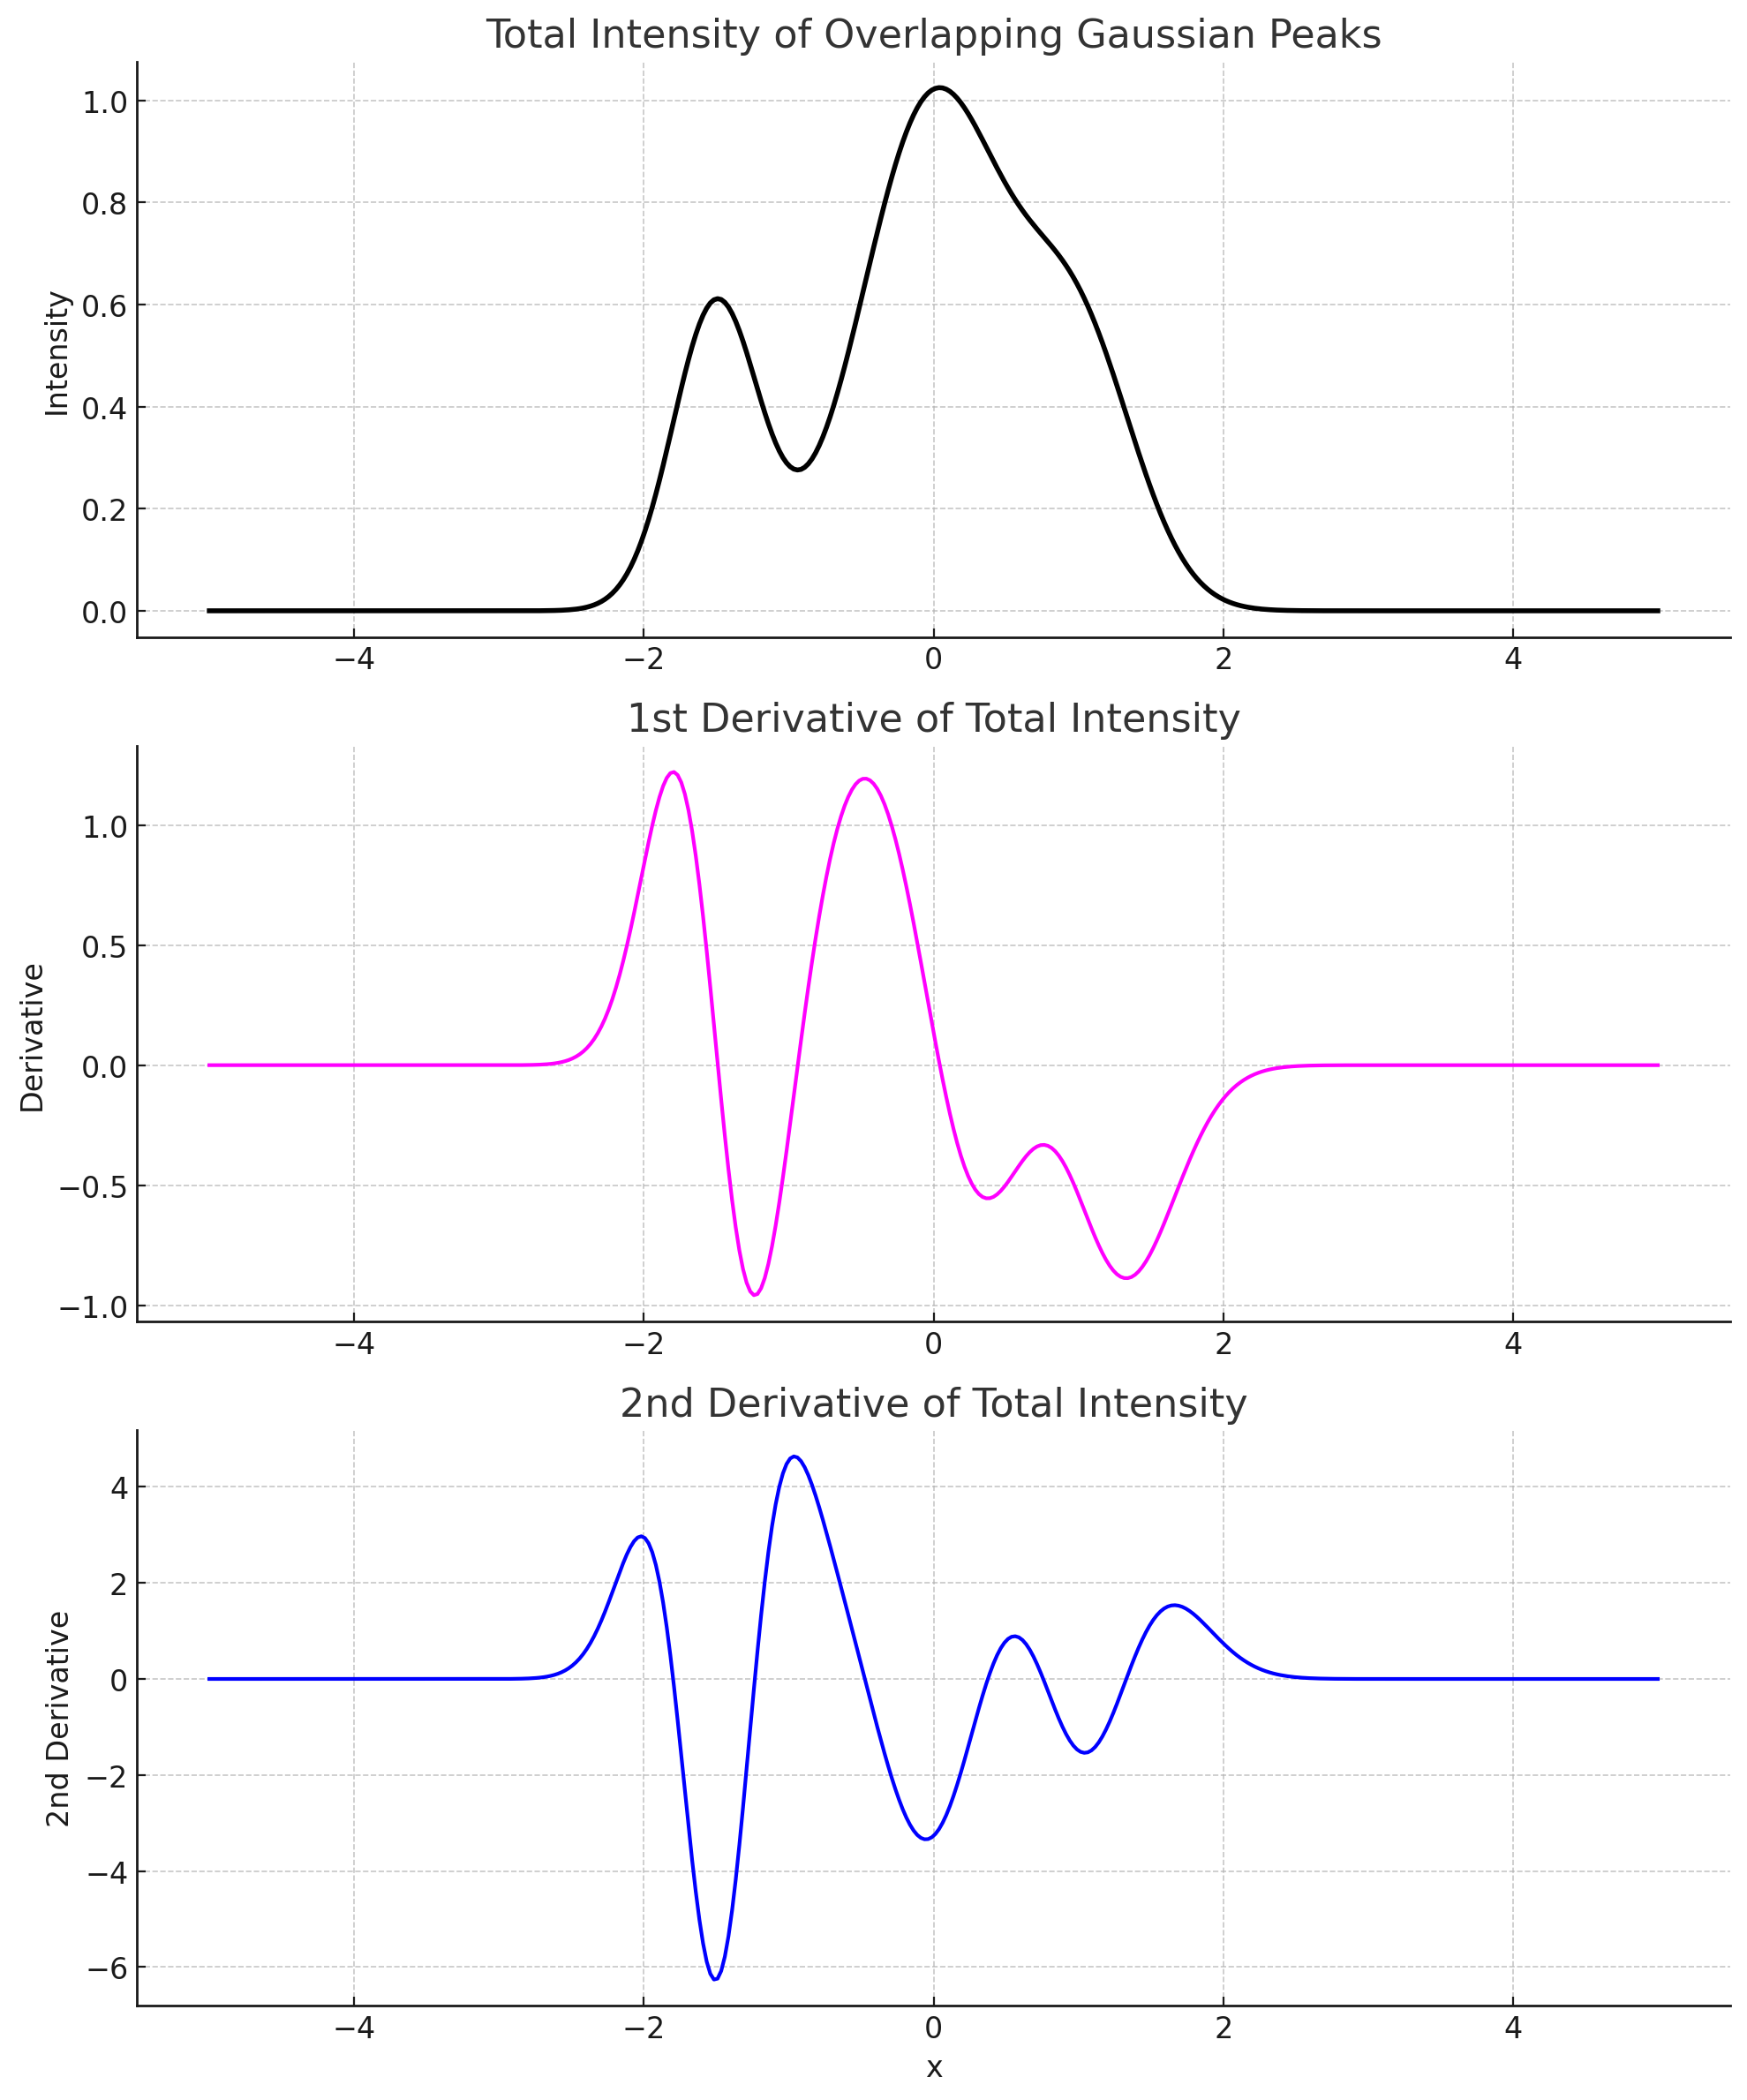 Total Intensity of Overlapping Gaussian Peaks
Intensity
1.0
0.8
0.6
0.4
0.2
0.0
−4 −2 0 2 4
1st Derivative of Total Intensity
Derivative
1.0
0.5
0.0
−0.5
−1.0
−4 −2 0 2 4
2nd Derivative of Total Intensity
2nd Derivative
4
2
0
−2
−4
−6
−4 −2 0 2 4
x